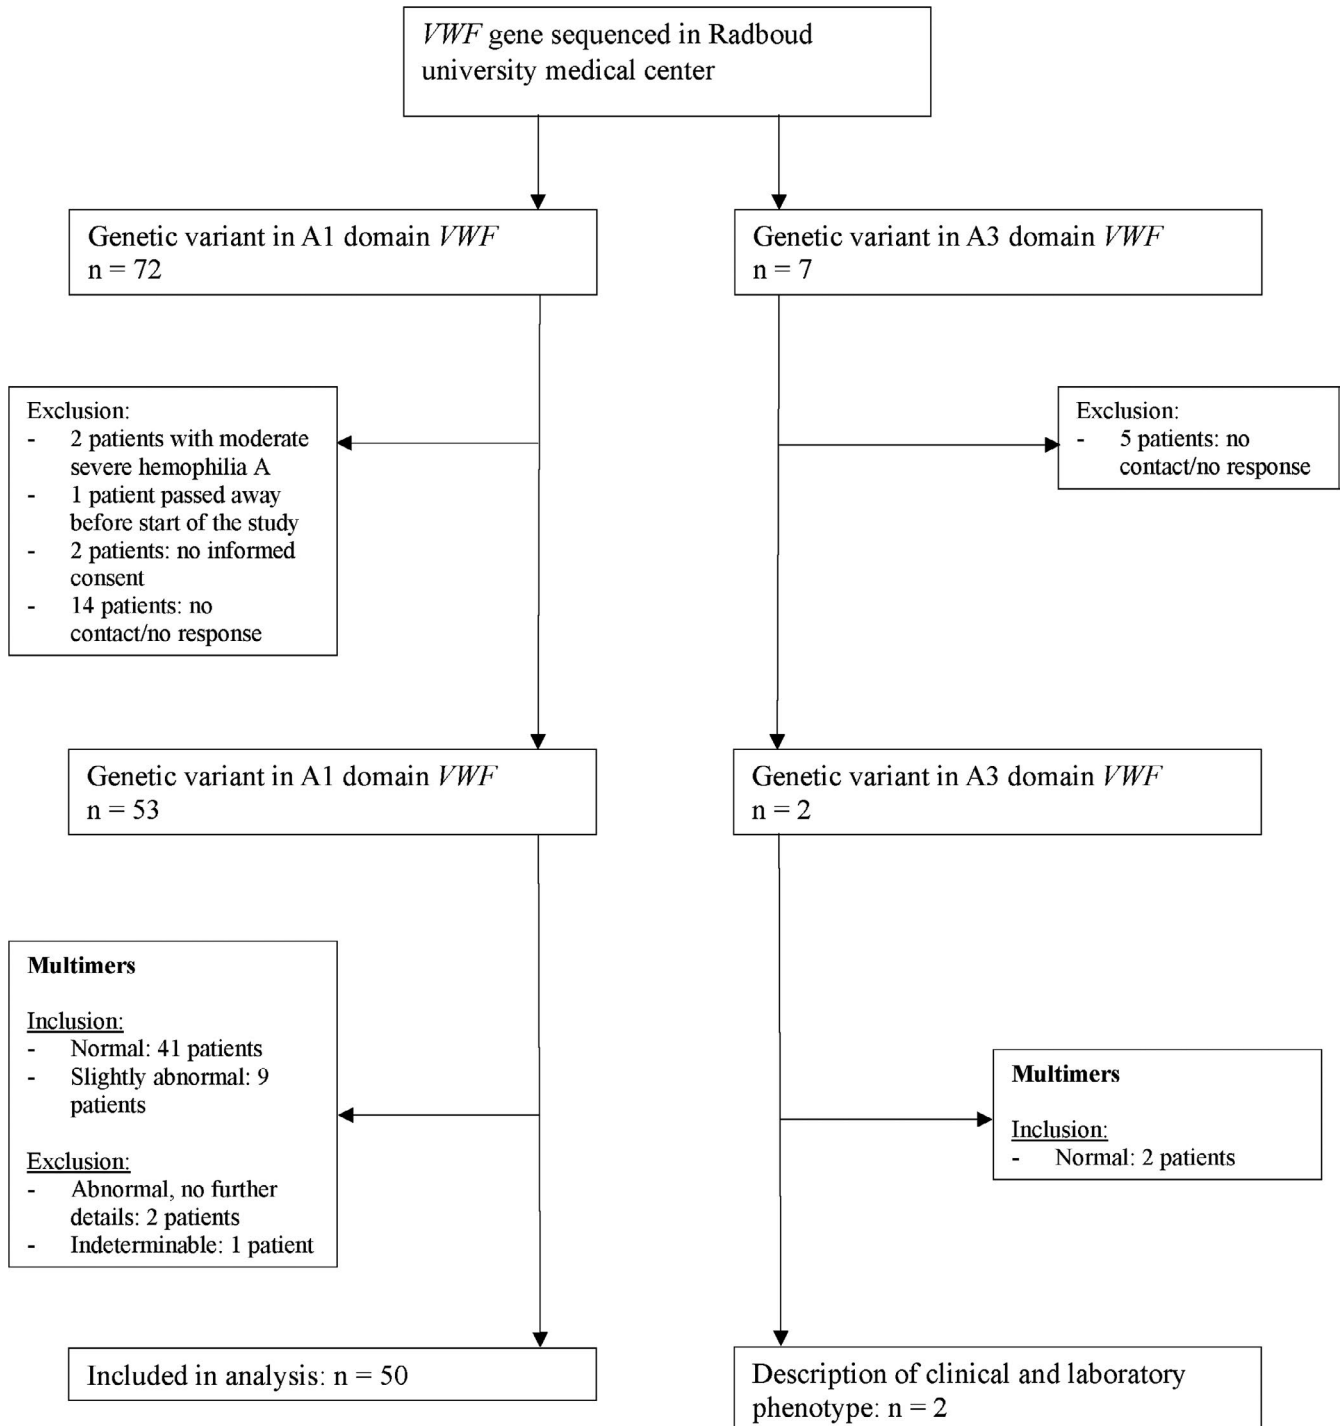 VWF gene sequenced in Radboud
university medical center
Genetic variant in A1 domain VWF
n = 72
Genetic variant in A3 domain VWF
n = 7
Exclusion:
- 2 patients with moderate
severe hemophilia A
- 1 patient passed away
before start of the study
- 2 patients: no informed
consent
- 14 patients: no
contact/no response
Exclusion:
- 5 patients: no
contact/no response
Genetic variant in A1 domain VWF
n = 53
Genetic variant in A3 domain VWF
n = 2
Multimers
Inclusion:
- Normal: 41 patients
- Slightly abnormal: 9
patients
Exclusion:
- Abnormal, no further
details: 2 patients
- Indeterminable: 1 patient
Multimers
Inclusion:
- Normal: 2 patients
Included in analysis: n = 50
Description of clinical and laboratory
phenotype: n = 2